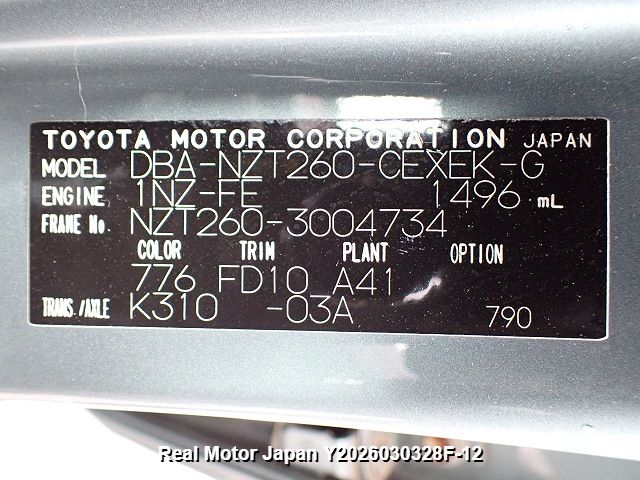 TOYOTA MOTOR CORPORATION JAPAN
MODEL DBA-NZT260-CEXEK-G
ENGINE 1NZ-FE 1496 mL
FRAME No. NZT260-3004734
COLOR TRIM PLANT OPTION
776 FD10 A41
TRANS./AXLE K310 -03A 790
Real Motor Japan Y2026030328F-12